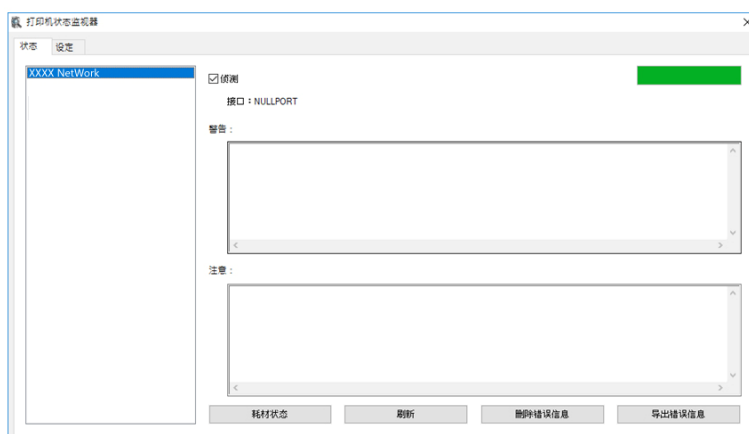 打印机状态监视器
状态 设定
XXXX NetWork
侦测
接口：NULLPORT
警告：
注意：
耗材状态 刷新 删除错误信息 导出错误信息